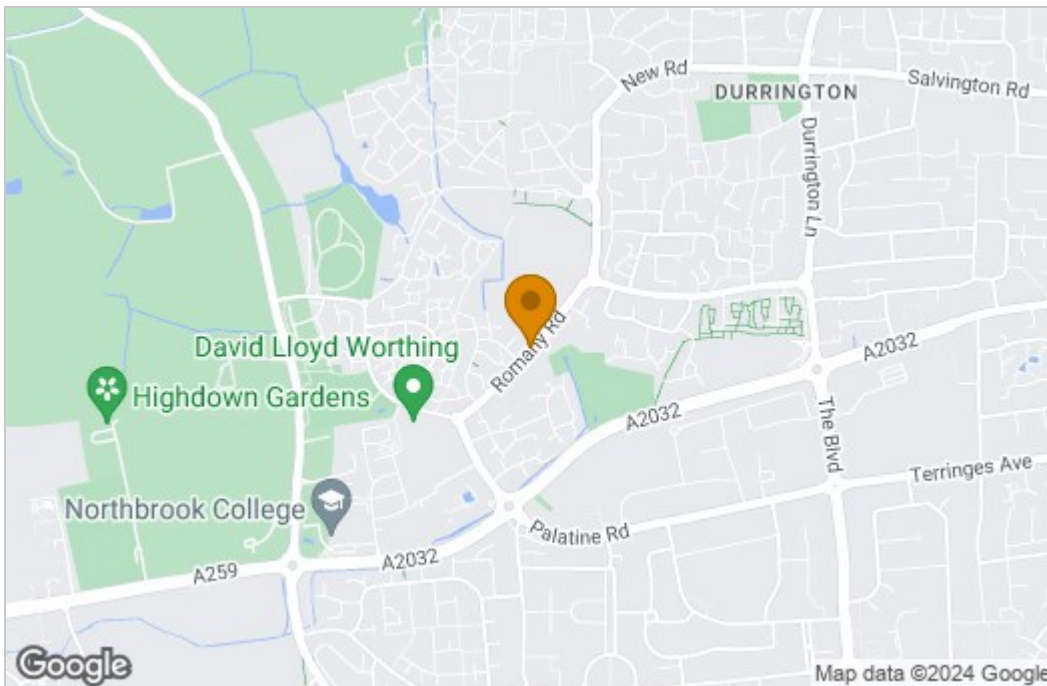 New Rd
Salvington Rd
DURRINGTON
Durrington Ln
Romany Rd
David Lloyd Worthing
Highdown Gardens
A2032
A2032
The Blvd
Terringes Ave
Northbrook College
Palatine Rd
A2032
A259
Google
Map data ©2024 Google